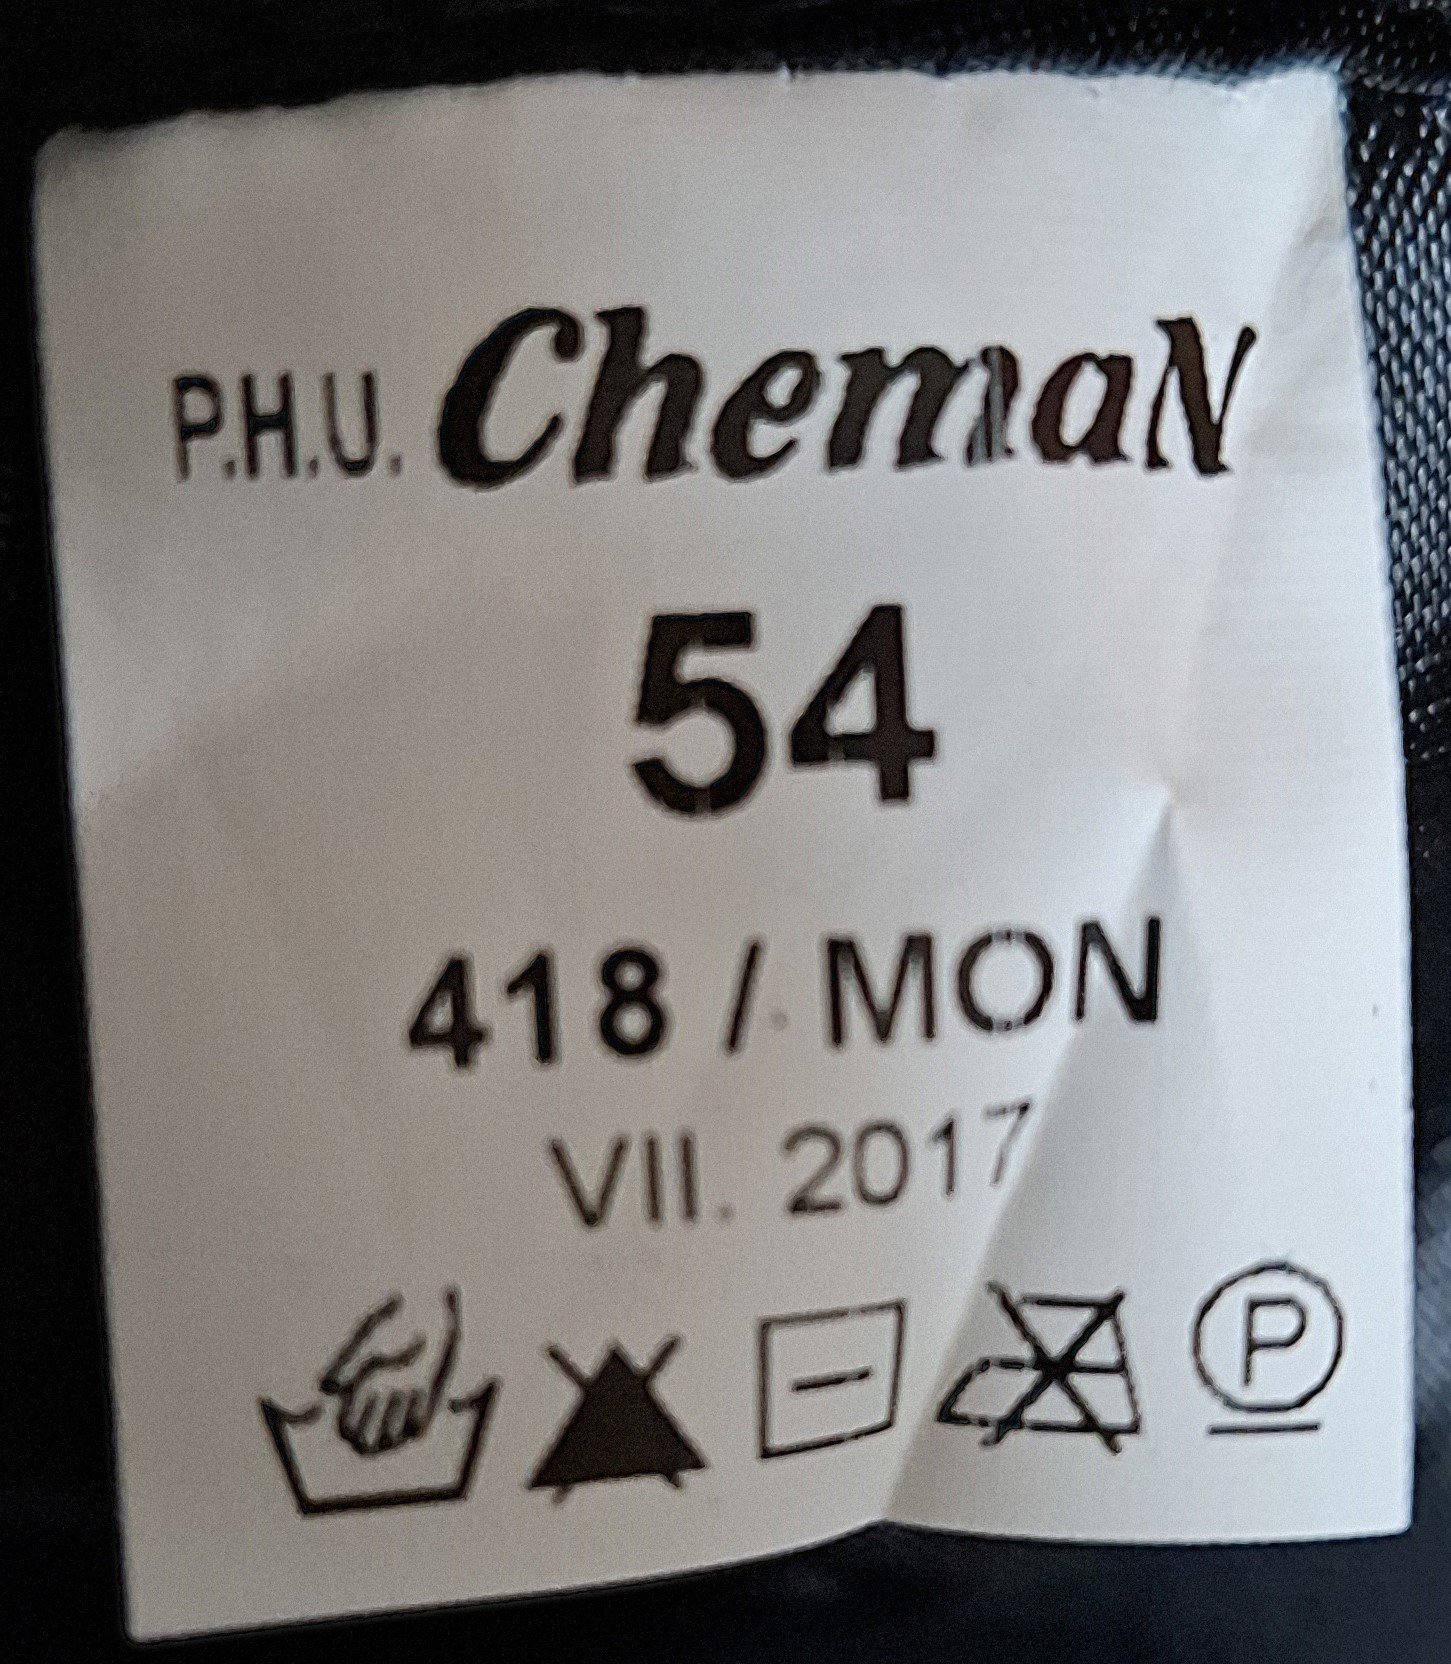 P.H.U. ChemaN
54
418 / MON
VII. 2017
P